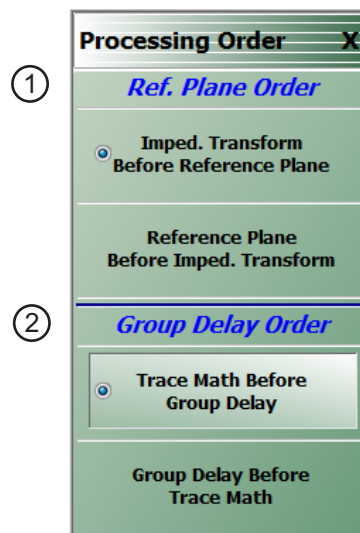 Processing Order X
1 Ref. Plane Order
Imped. Transform
Before Reference Plane
Reference Plane
Before Imped. Transform
2 Group Delay Order
Trace Math Before
Group Delay
Group Delay Before
Trace Math